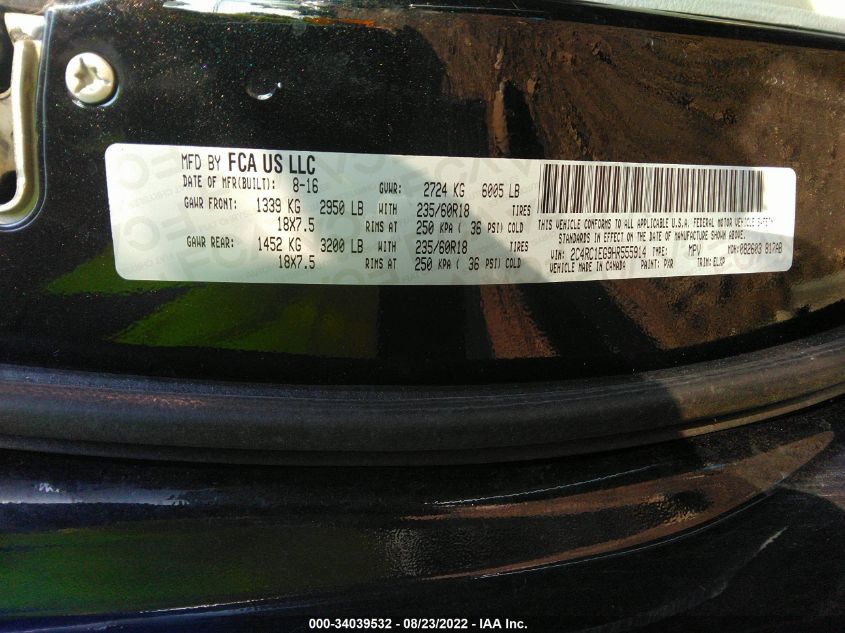 MFD BY FCA US LLC
DATE OF MFR(BUILT): 8-16 GVWR: 2724 KG 6005 LB
GAWR FRONT: 1339 KG 2950 LB WITH 235/60R18 TIRES
18X7.5 RIMS AT 250 KPA ( 36 PSI) COLD
GAWR REAR: 1452 KG 3200 LB WITH 235/60R18 TIRES
18X7.5 RIMS AT 250 KPA ( 36 PSI) COLD
THIS VEHICLE CONFORMS TO ALL APPLICABLE U.S.A. FEDERAL MOTOR VEHICLE SAFETY
STANDARDS IN EFFECT ON THE DATE OF MANUFACTURE SHOWN ABOVE.
VIN: 2C4RC1EG9HR555914 TYPE: MPV MDH: 082603 817AB
VEHICLE MADE IN CANADA PAINT: PXR TRIM:
000-34039532 - 08/23/2022 - IAA Inc.